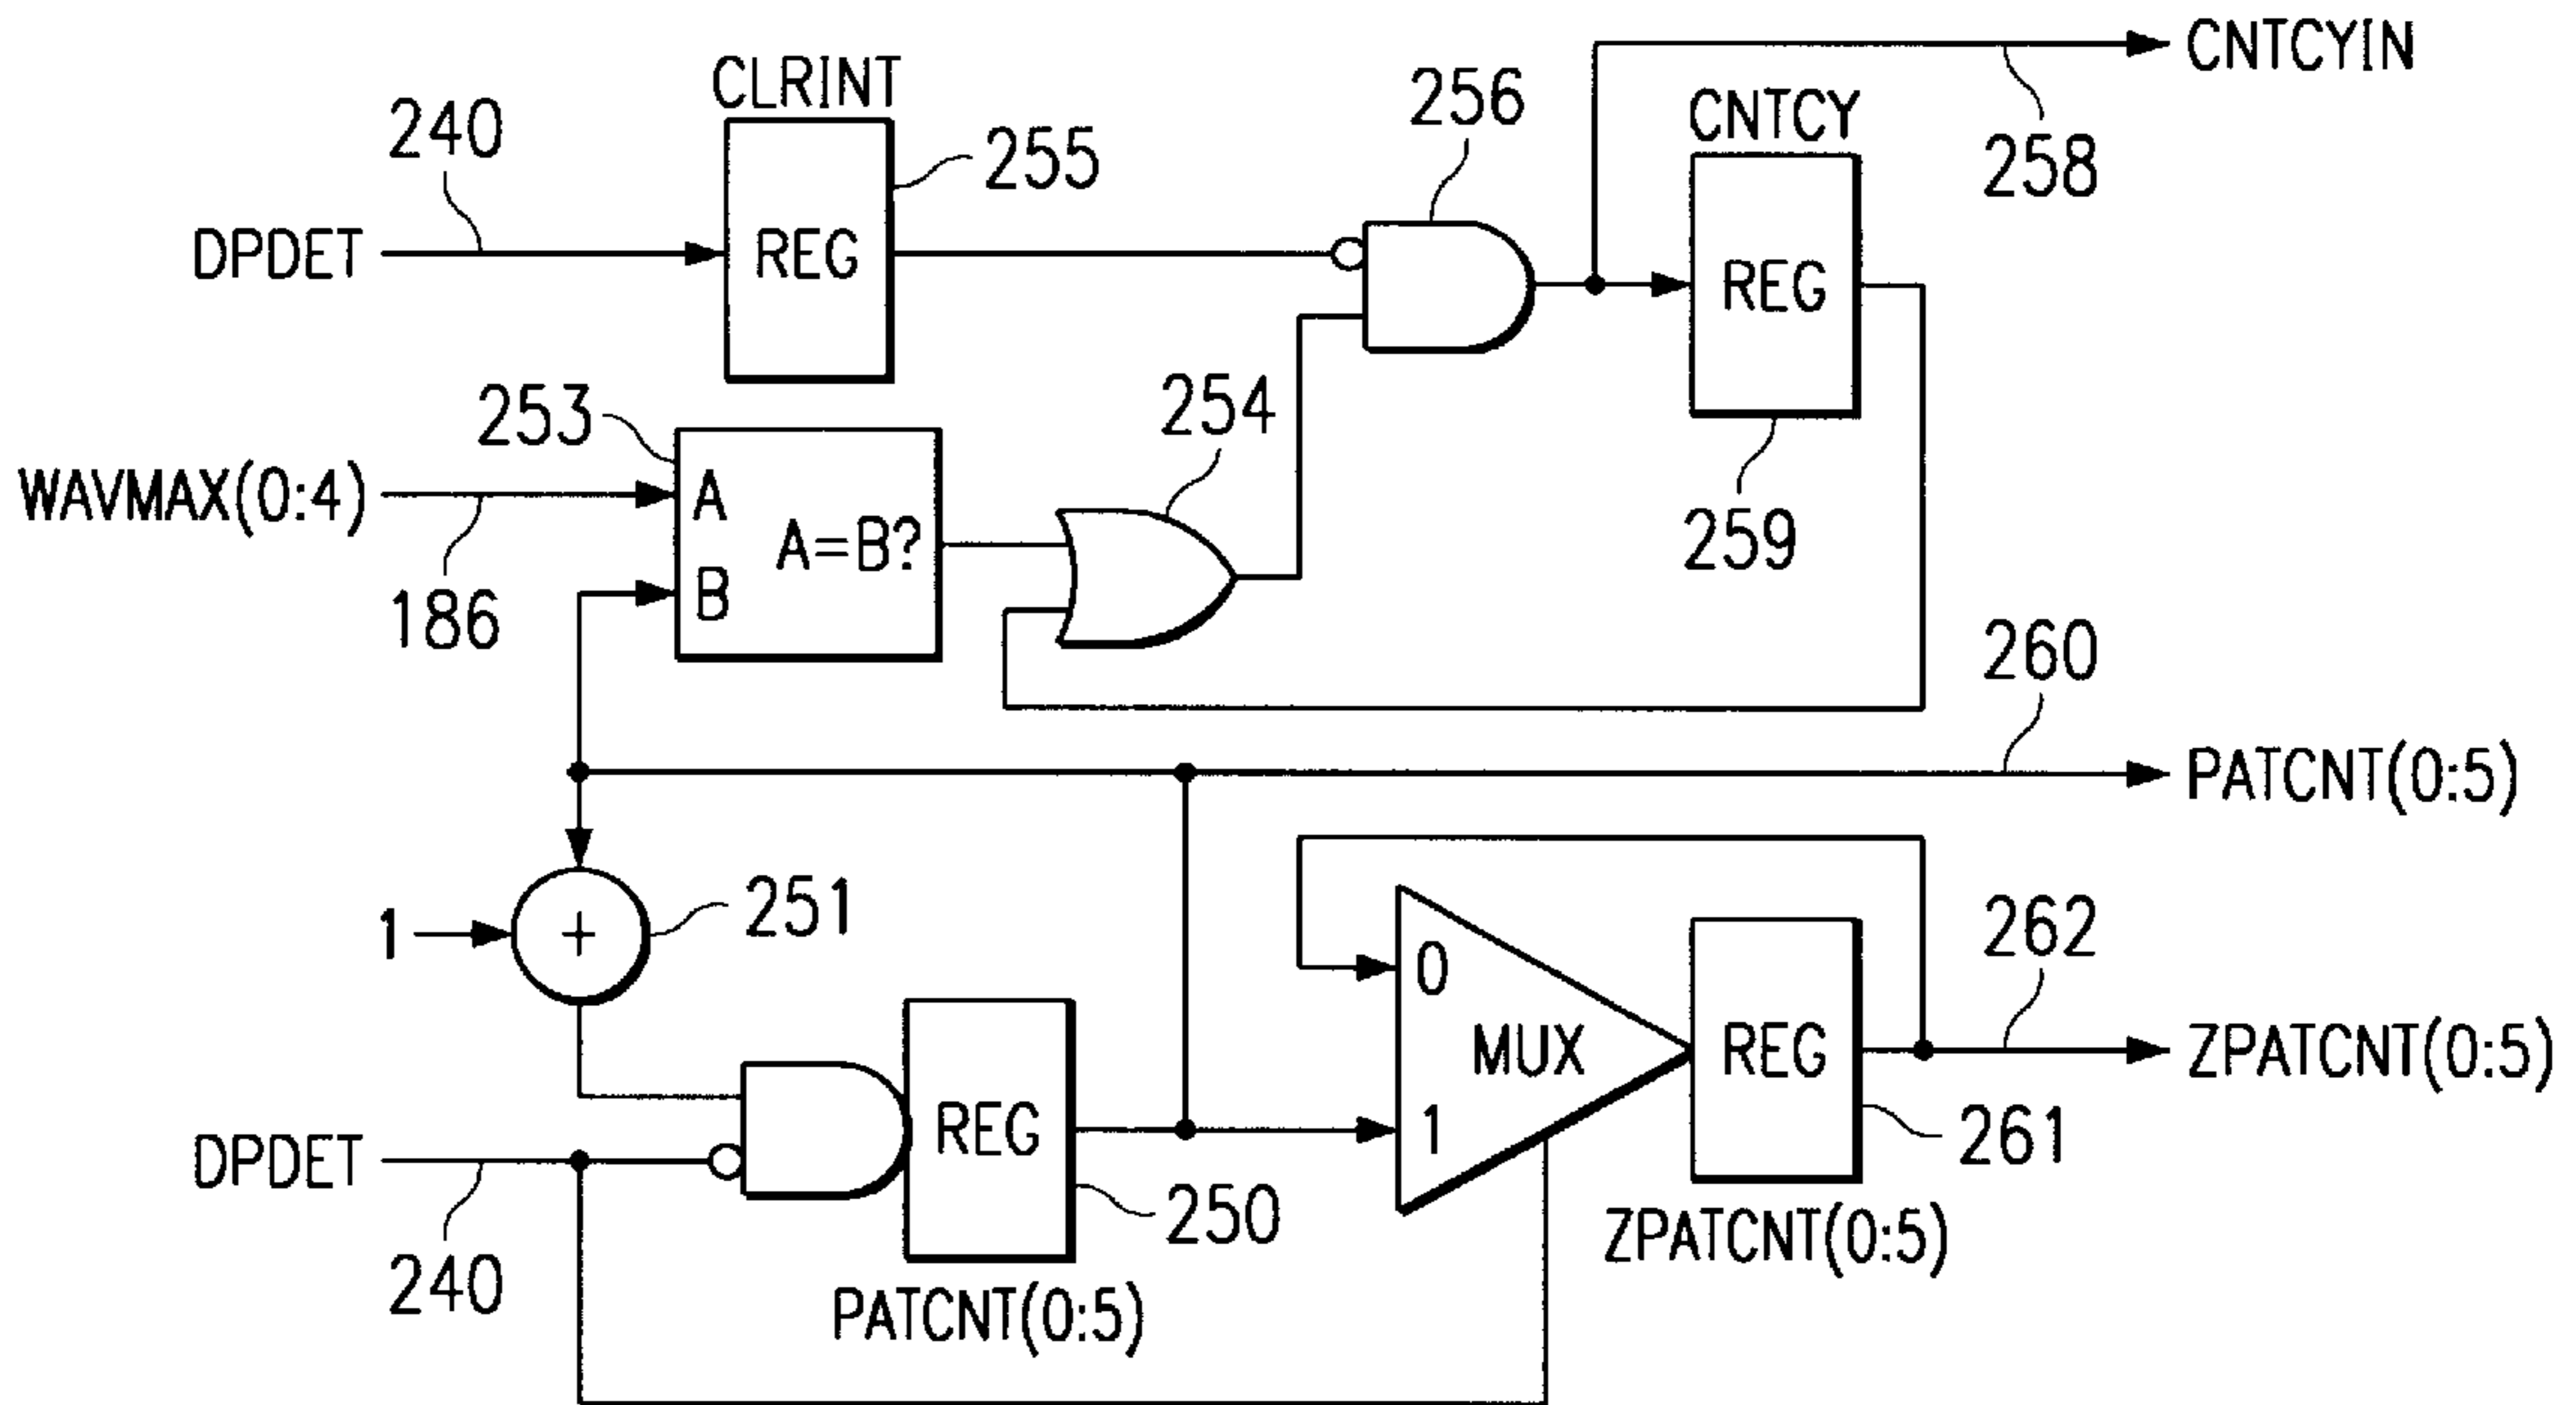 CNTCYIN
CLRINT
256
CNTCY
240
255
258
DPDET
REG
REG
253
254
WAVMAX(0:4)
A
A=B?
259
B
186
260
PATCNT(0:5)
1
+
251
262
0
MUX
REG
ZPATCNT(0:5)
DPDET
REG
1
261
250
240
ZPATCNT(0:5)
PATCNT(0:5)